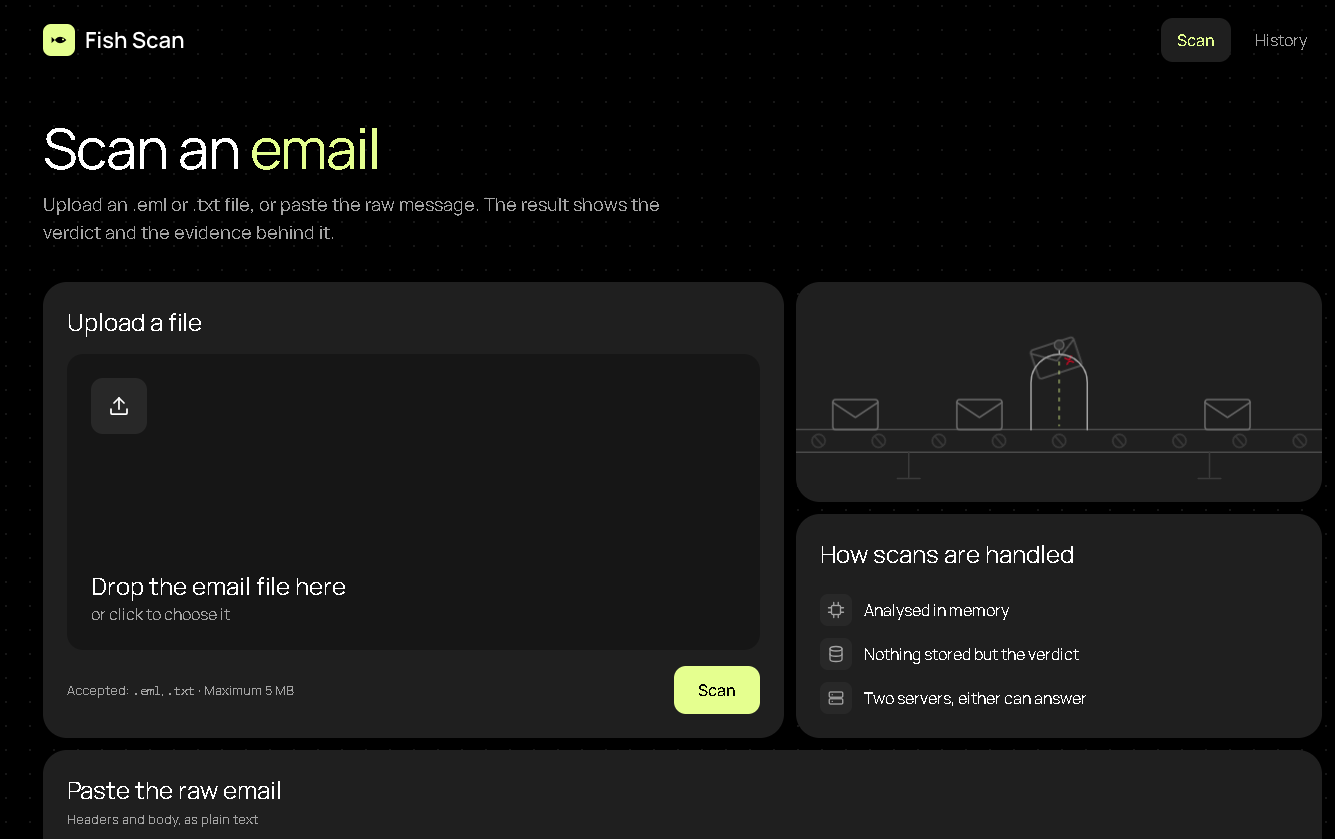 Fish Scan
Scan
History
Scan an email
Upload an .eml or .txt file, or paste the raw message. The result shows the
verdict and the evidence behind it.
Upload a file
Drop the email file here
or click to choose it
Accepted: .eml, .txt · Maximum 5 MB
Scan
How scans are handled
Analysed in memory
Nothing stored but the verdict
Two servers, either can answer
Paste the raw email
Headers and body, as plain text